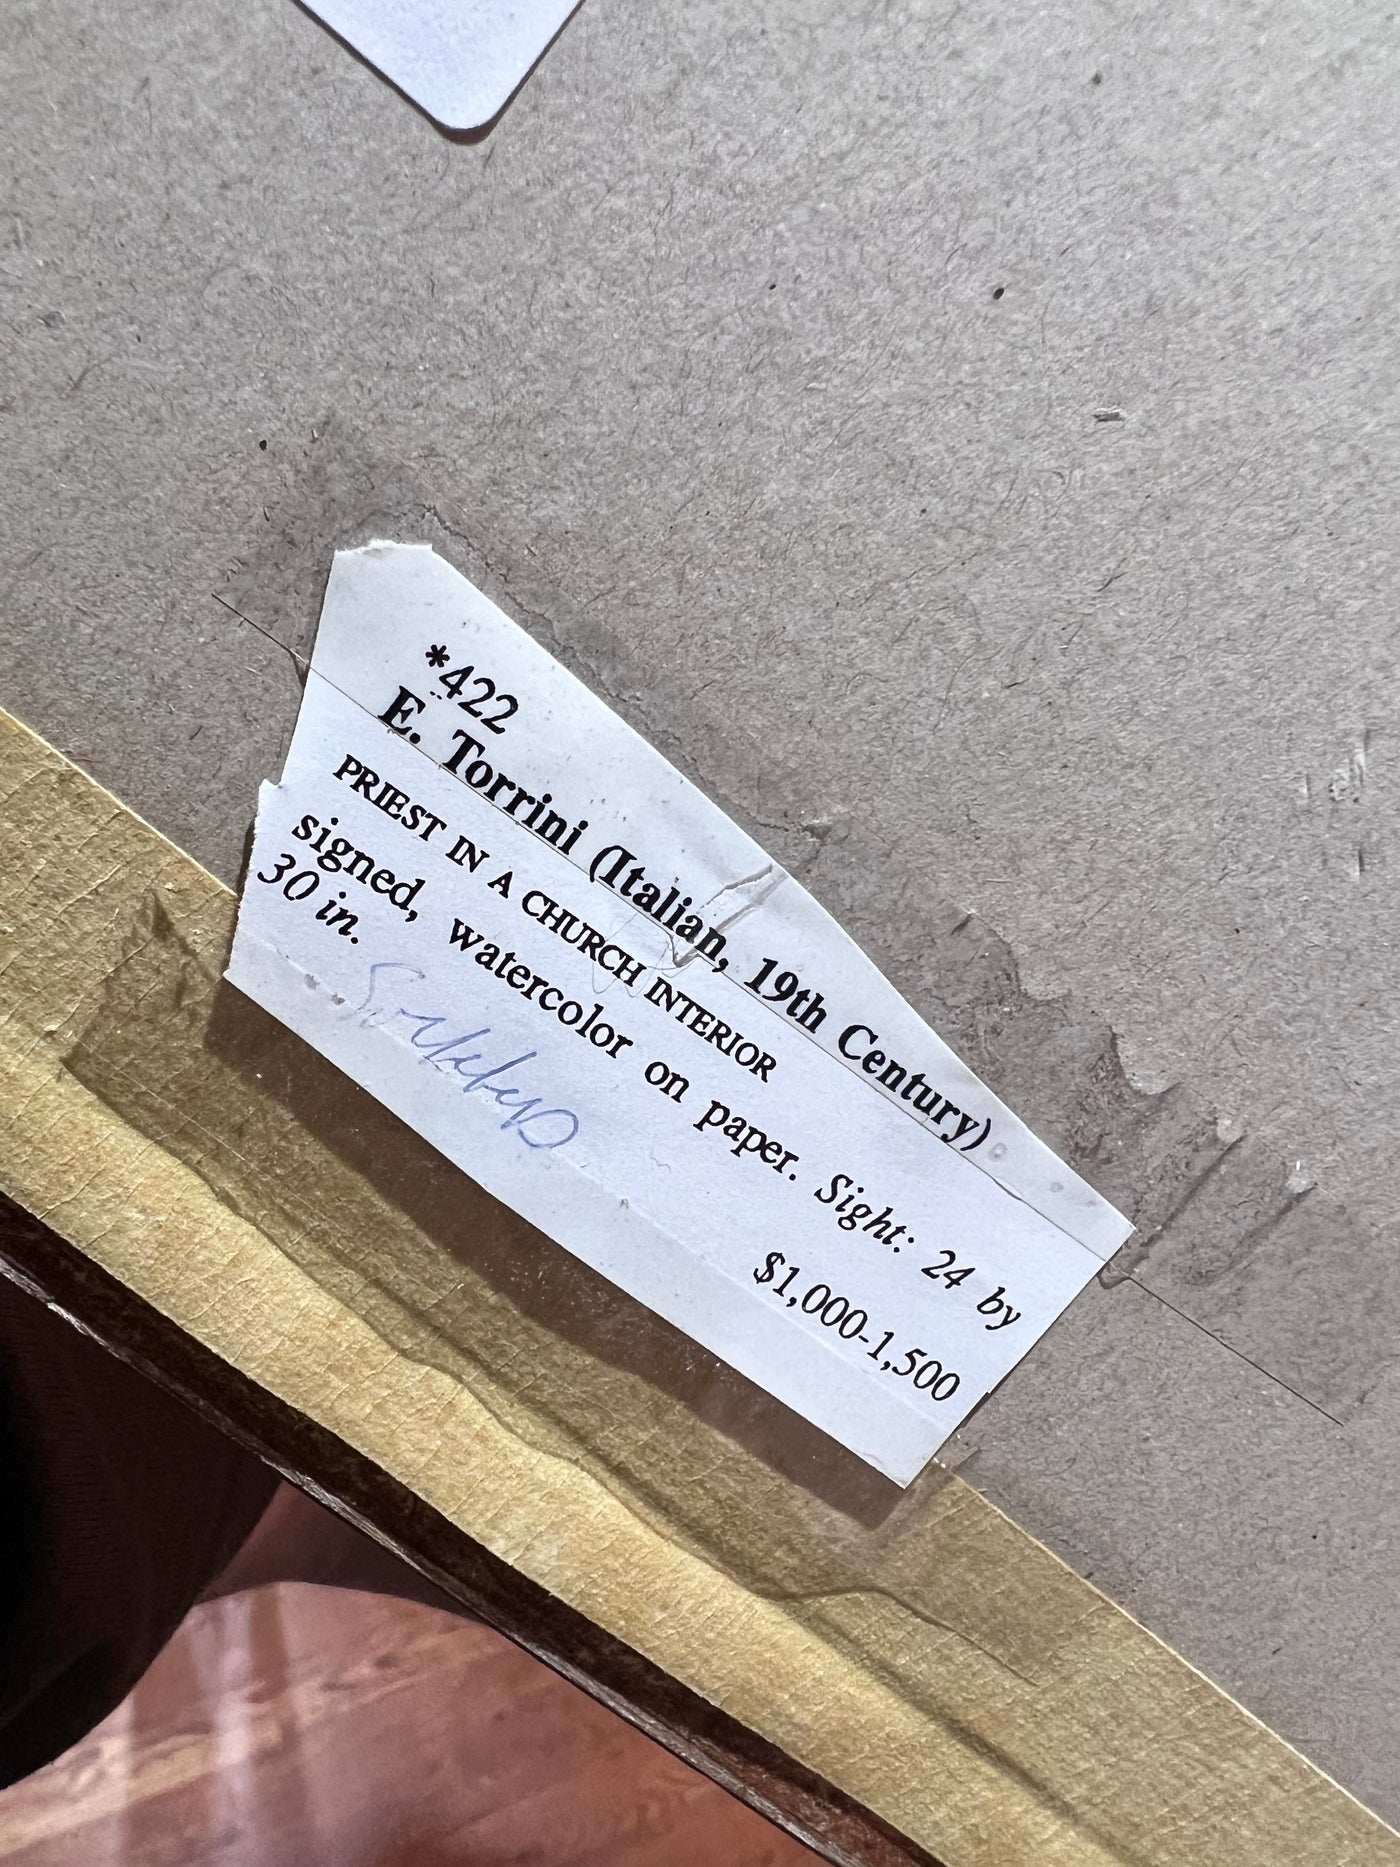 *422
E. Torrini (Italian, 19th Century)
PRIEST IN A CHURCH INTERIOR
signed, watercolor on paper. Sight: 24 by
30 in.
$1,000-1,500